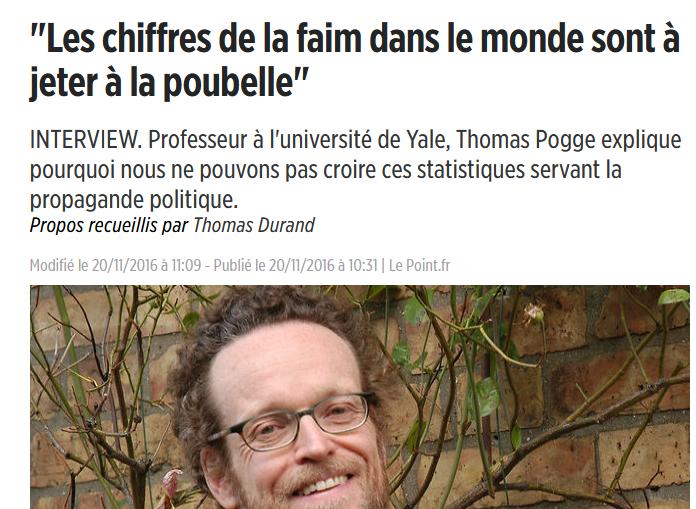 "Les chiffres de la faim dans le monde sont à
jeter à la poubelle"
INTERVIEW. Professeur à l'université de Yale, Thomas Pogge explique
pourquoi nous ne pouvons pas croire ces statistiques servant la
propagande politique.
Propos recueillis par Thomas Durand
Modifié le 20/11/2016 à 11:09 - Publié le 20/11/2016 à 10:31 | Le Point.fr